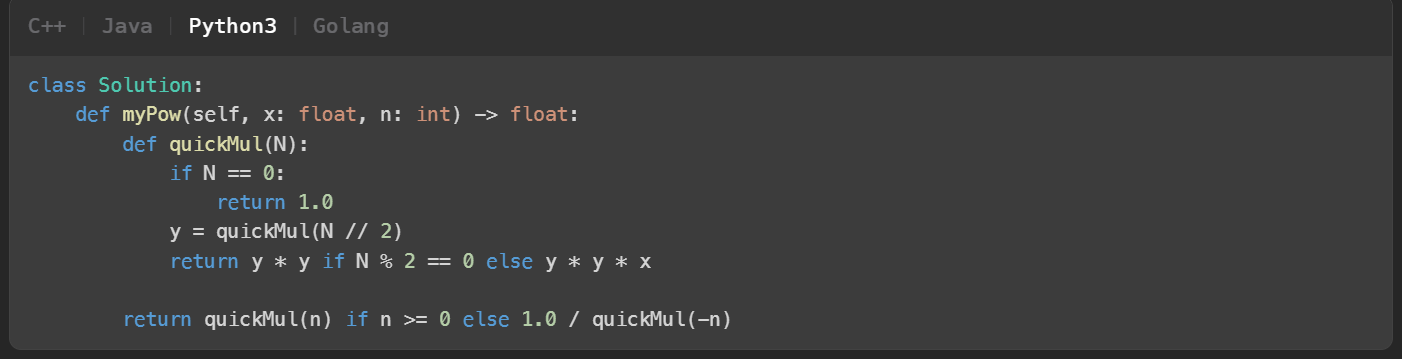 C++ | Java | Python3 | Golang
class Solution:
    def myPow(self, x: float, n: int) -> float:
        def quickMul(N):
            if N == 0:
                return 1.0
            y = quickMul(N // 2)
            return y * y if N % 2 == 0 else y * y * x
        return quickMul(n) if n >= 0 else 1.0 / quickMul(-n)